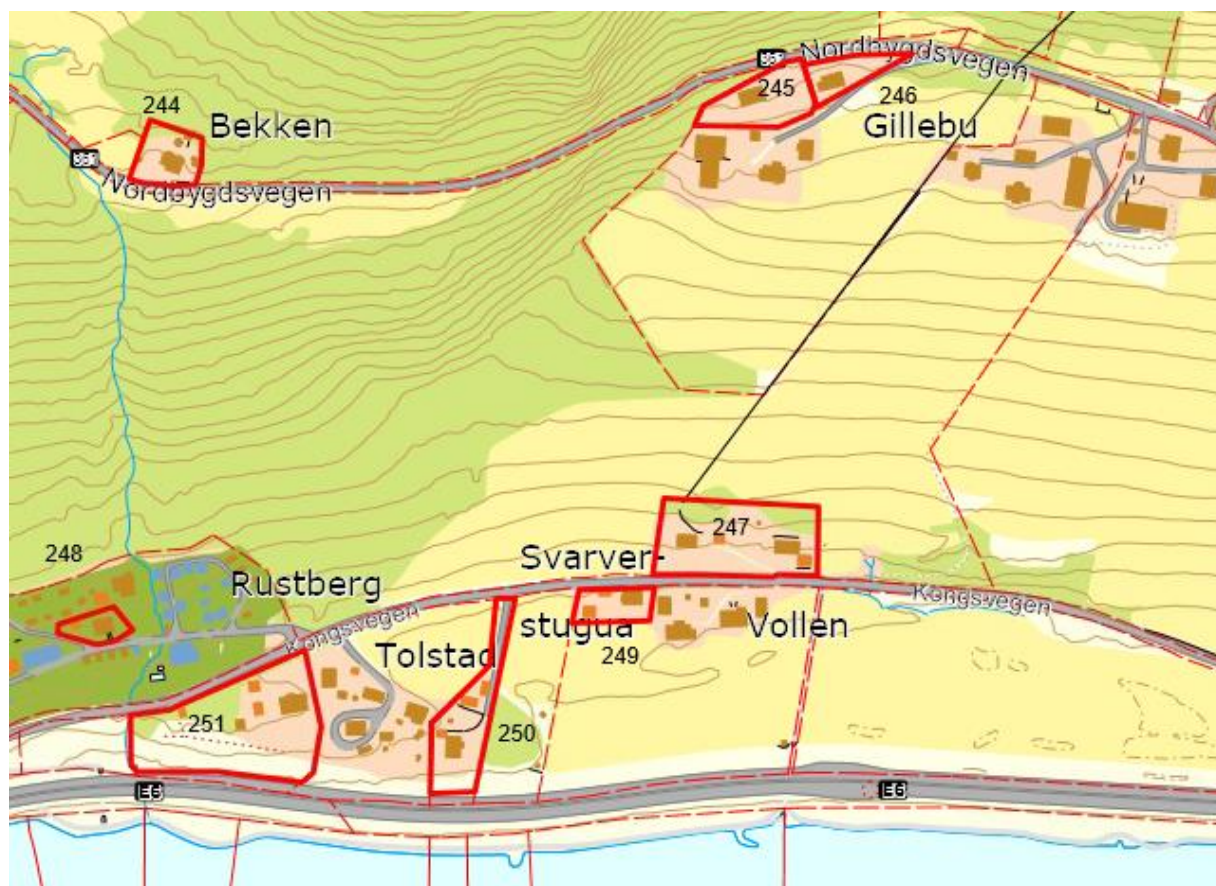 Nordbygdsvegen
244
Bekken
245
246
Gillebu
Nordbygdsvegen
247
248
Svarver-
Rustberg
Kongsvegen
Kongsvegen
stugua
Vollen
Tolstad
249
251
250
E6
E6